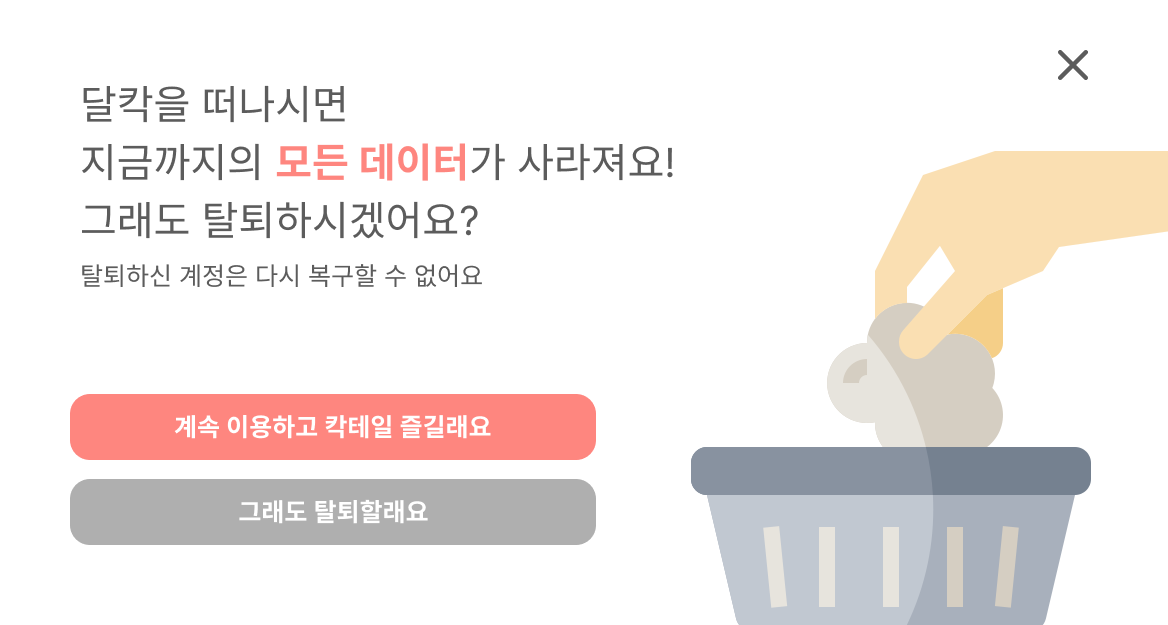 달칵을 떠나시면
지금까지의 모든 데이터가 사라져요!
그래도 탈퇴하시겠어요?
탈퇴하신 계정은 다시 복구할 수 없어요
계속 이용하고 칵테일 즐길래요
그래도 탈퇴할래요